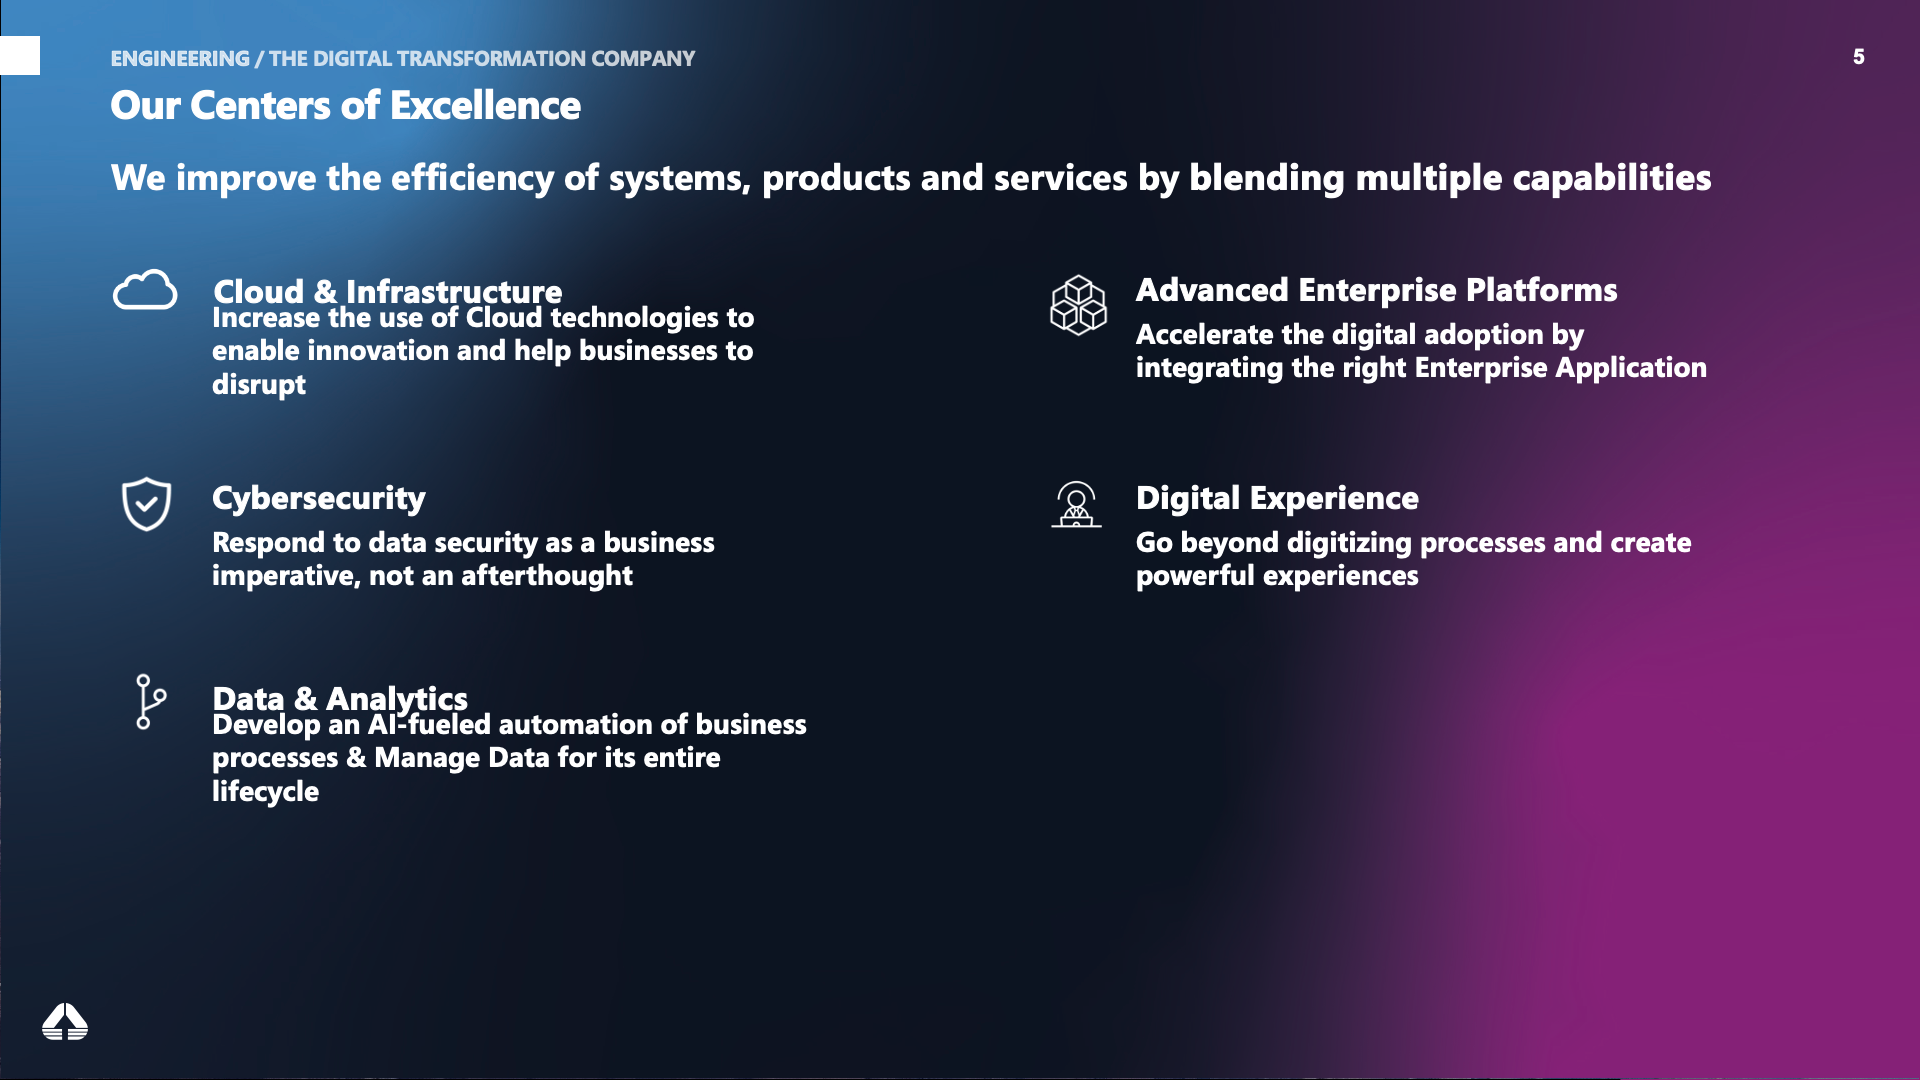 ENGINEERING / THE DIGITAL TRANSFORMATION COMPANY
5
Our Centers of Excellence
We improve the efficiency of systems, products and services by blending multiple capabilities
Cloud & Infrastructure
Increase the use of Cloud technologies to
enable innovation and help businesses to
disrupt
Advanced Enterprise Platforms
Accelerate the digital adoption by
integrating the right Enterprise Application
Cybersecurity
Respond to data security as a business
imperative, not an afterthought
Digital Experience
Go beyond digitizing processes and create
powerful experiences
Data & Analytics
Develop an AI-fueled automation of business
processes & Manage Data for its entire
lifecycle